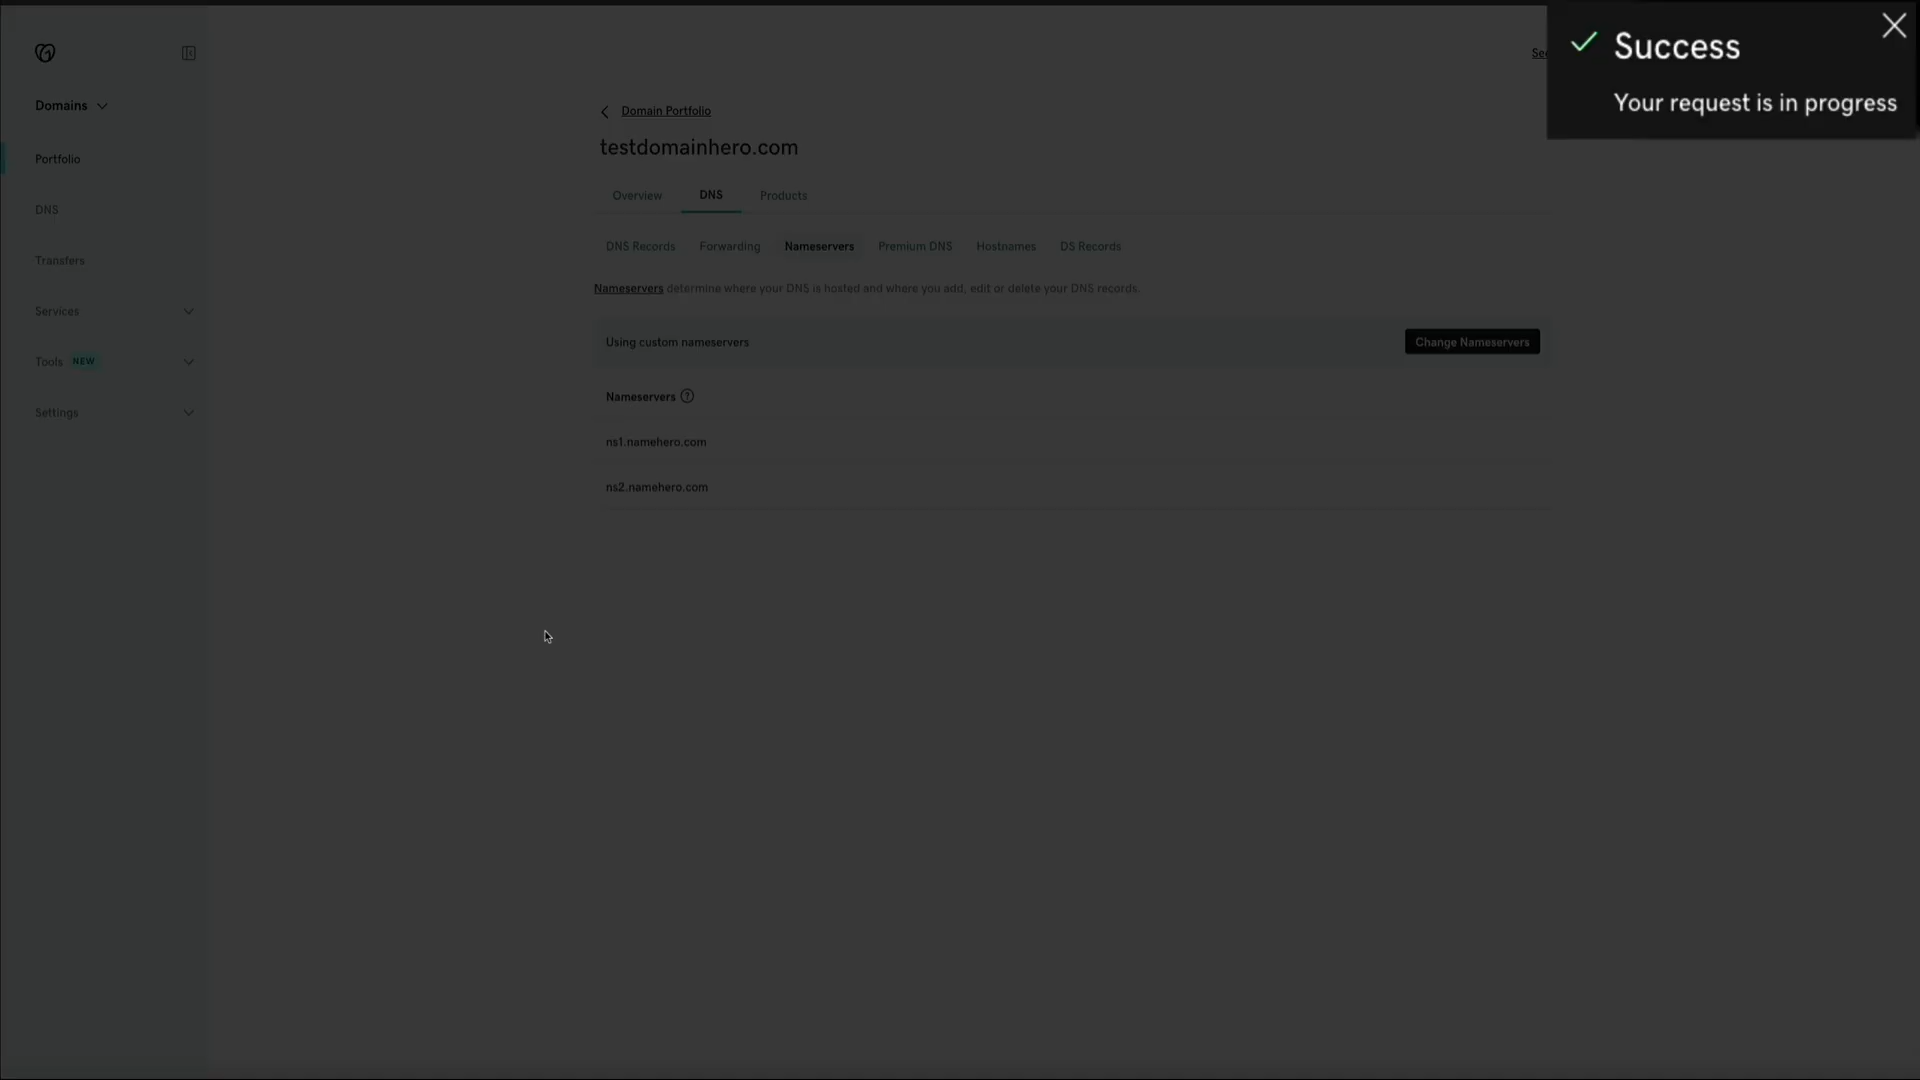 Success
Your request is in progress
Domains
Portfolio
DNS
Transfers
Services
Tools NEW
Settings
Domain Portfolio
testdomainhero.com
Overview DNS Products
DNS Records Forwarding Nameservers Premium DNS Hostnames DS Records
Nameservers determine where your DNS is hosted and where you add, edit or delete your DNS records.
Using custom nameservers Change Nameservers
Nameservers ?
ns1.namehero.com
ns2.namehero.com